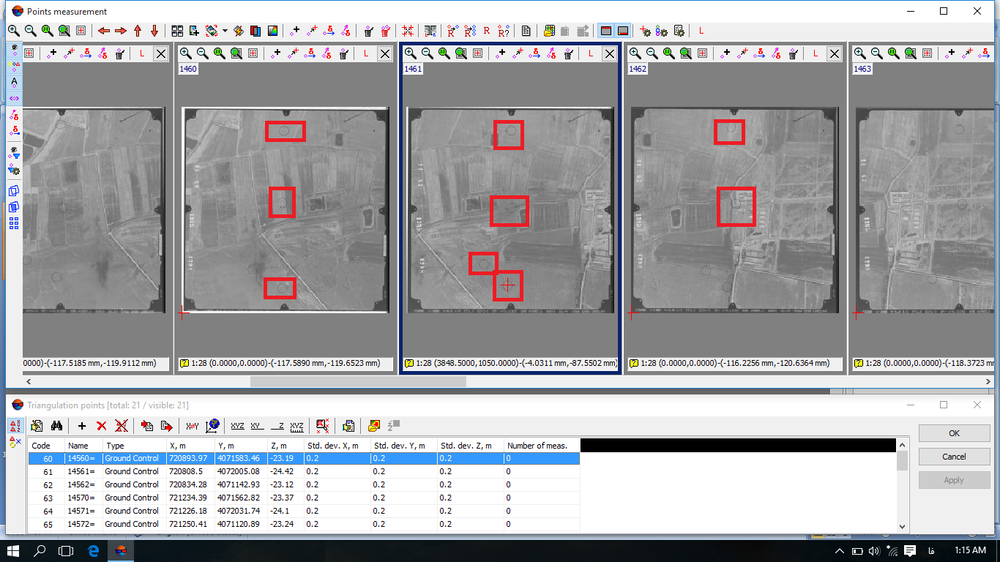 Points measurement
R R R R?
L
L
L
L
L
1460
1461
1462
1463
A
0000)-(-117.5185 mm,-119.9112 mm)
1:28 (0.0000,0.0000)-(-117.5890 mm,-119.6523 mm)
1:28 (3848.5000,1050.0000)-(-4.0311 mm,-87.5502 mm)
1:28 (0.0000,0.0000)-(-116.2256 mm,-120.6364 mm)
1:28 (0.0000,0.0000)-(-118.3723 mm
Triangulation points [total: 21 / visible: 21]
XYZ XY_ __Z XYZ
Code Name Type X, m Y, m Z, m Std. dev. X, m Std. dev. Y, m Std. dev. Z, m Number of meas.
60 14560= Ground Control 720893.97 4071583.46 -23.19 0.2 0.2 0.2 0
61 14561= Ground Control 720808.5 4072005.08 -24.42 0.2 0.2 0.2 0
62 14562= Ground Control 720834.28 4071142.93 -23.12 0.2 0.2 0.2 0
63 14570= Ground Control 721234.39 4071562.82 -23.37 0.2 0.2 0.2 0
64 14571= Ground Control 721226.18 4072031.74 -24.1 0.2 0.2 0.2 0
65 14572= Ground Control 721250.41 4071120.89 -23.24 0.2 0.2 0.2 0
OK
Cancel
Apply
فا
1:15 AM